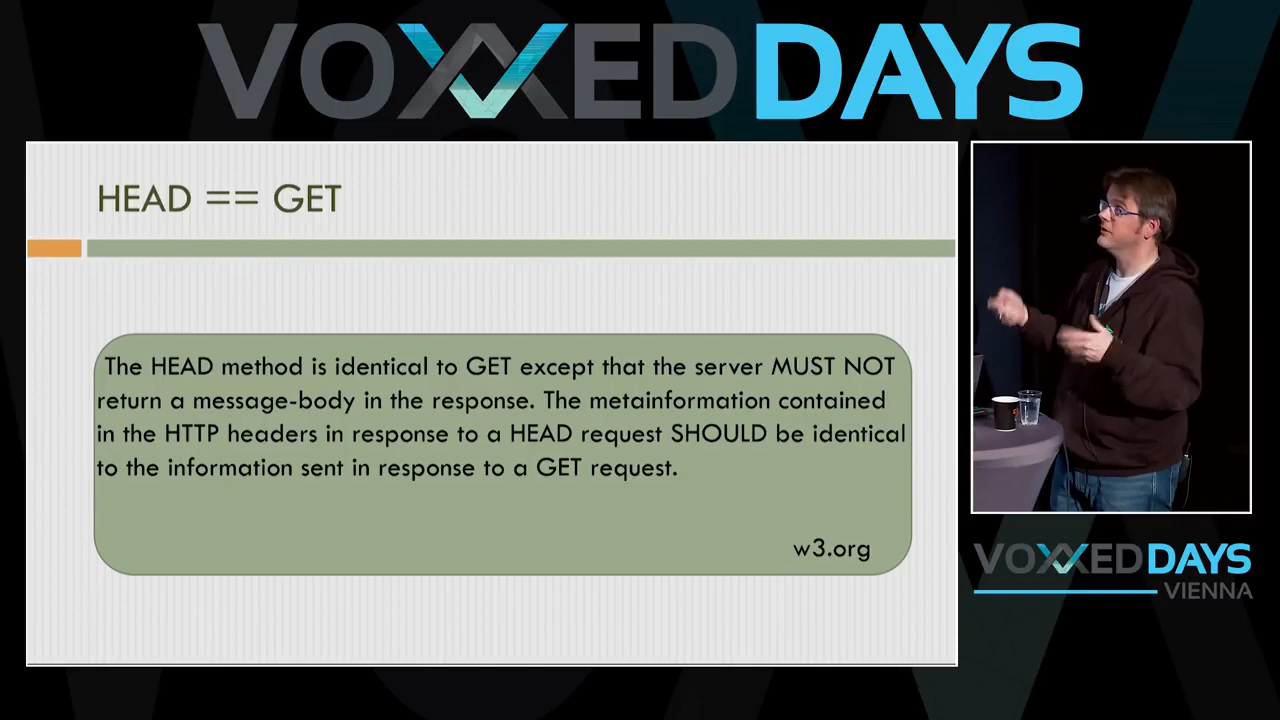 VOXXED DAYS
HEAD == GET
The HEAD method is identical to GET except that the server MUST NOT
return a message-body in the response. The metainformation contained
in the HTTP headers in response to a HEAD request SHOULD be identical
to the information sent in response to a GET request.
w3.org
VOXXED DAYS
VIENNA